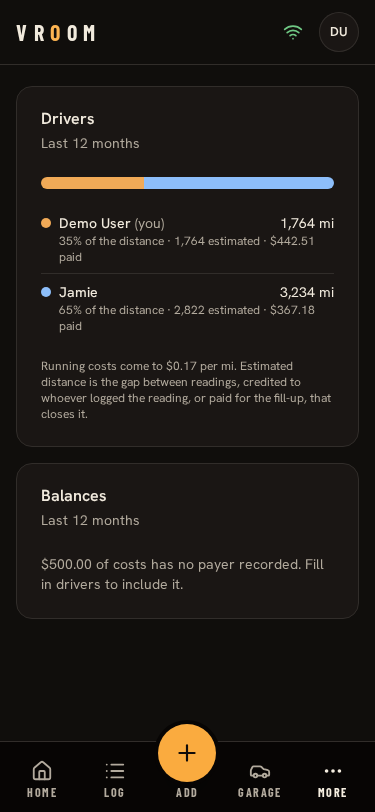 VROOM
DU
Drivers
Last 12 months
Demo User (you) 1,764 mi
35% of the distance · 1,764 estimated · $442.51
paid
Jamie 3,234 mi
65% of the distance · 2,822 estimated · $367.18
paid
Running costs come to $0.17 per mi. Estimated
distance is the gap between readings, credited to
whoever logged the reading, or paid for the fill-up, that
closes it.
Balances
Last 12 months
$500.00 of costs has no payer recorded. Fill
in drivers to include it.
HOME LOG ADD GARAGE MORE